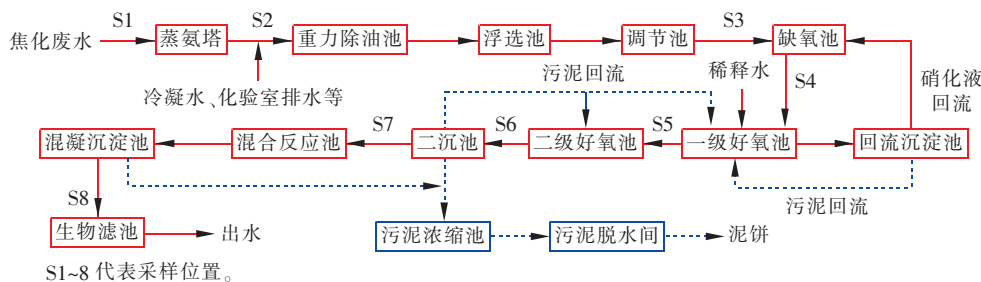 S1
S2
S3
焦化废水
蒸氨塔
重力除油池
浮选池
调节池
缺氧池
冷凝水、化验室排水等
污泥回流
稀释水
S4
硝化液
回流
混凝沉淀池
混合反应池
S7
二沉池
S6
二级好氧池
S5
一级好氧池
回流沉淀池
S8
污泥回流
生物滤池
出水
污泥浓缩池
污泥脱水间
泥饼
S1~8 代表采样位置。